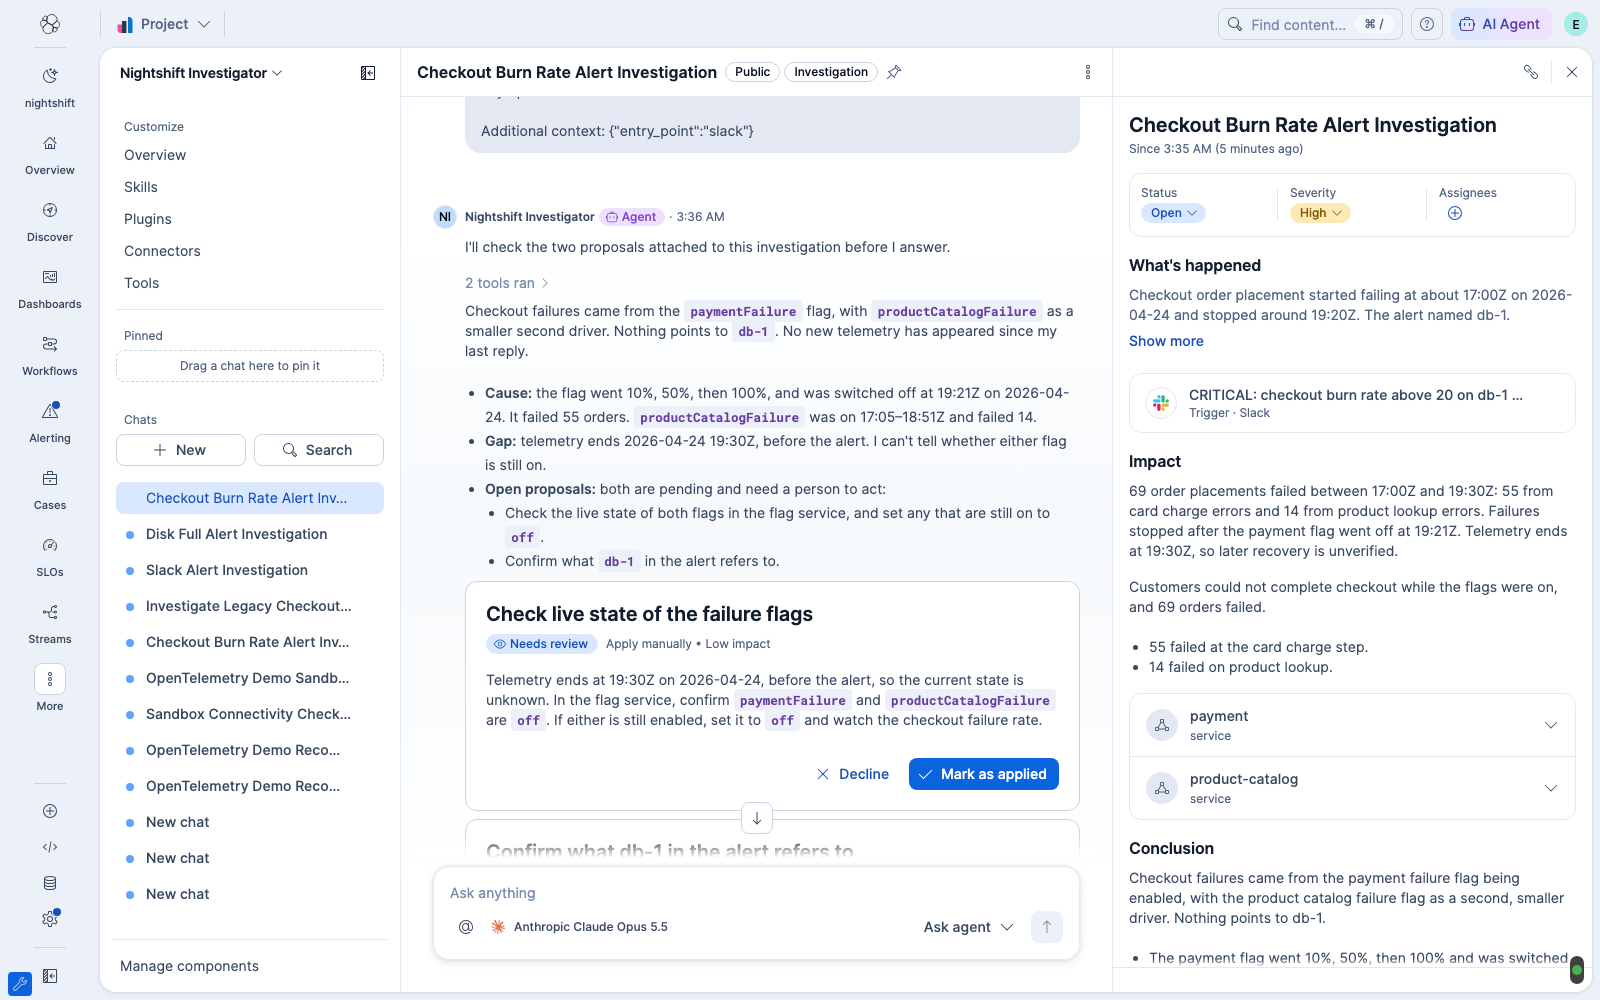 Project
Find content...
⌘ /
AI Agent
E
nightshift
Overview
Discover
Dashboards
Workflows
Alerting
Cases
SLOs
Streams
More
Nightshift Investigator
Customize
Overview
Skills
Plugins
Connectors
Tools
Pinned
Drag a chat here to pin it
Chats
New
Search
Checkout Burn Rate Alert Inv...
Disk Full Alert Investigation
Slack Alert Investigation
Investigate Legacy Checkout...
Checkout Burn Rate Alert Inv...
OpenTelemetry Demo Sandb...
Sandbox Connectivity Check...
OpenTelemetry Demo Reco...
OpenTelemetry Demo Reco...
New chat
New chat
New chat
Manage components
Checkout Burn Rate Alert Investigation
Public
Investigation
Additional context: {"entry_point":"slack"}
NI
Nightshift Investigator
Agent
· 3:36 AM
I'll check the two proposals attached to this investigation before I answer.
2 tools ran
Checkout failures came from the paymentFailure flag, with productCatalogFailure as a
smaller second driver. Nothing points to db-1. No new telemetry has appeared since my
last reply.
• Cause: the flag went 10%, 50%, then 100%, and was switched off at 19:21Z on 2026-04-
24. It failed 55 orders. productCatalogFailure was on 17:05–18:51Z and failed 14.
• Gap: telemetry ends 2026-04-24 19:30Z, before the alert. I can't tell whether either flag
is still on.
• Open proposals: both are pending and need a person to act:
• Check the live state of both flags in the flag service, and set any that are still on to
off.
• Confirm what db-1 in the alert refers to.
Check live state of the failure flags
Needs review
Apply manually • Low impact
Telemetry ends at 19:30Z on 2026-04-24, before the alert, so the current state is
unknown. In the flag service, confirm paymentFailure and productCatalogFailure
are off. If either is still enabled, set it to off and watch the checkout failure rate.
Decline
Mark as applied
Confirm what db-1 in the alert refers to
Ask anything
@
Anthropic Claude Opus 5.5
Ask agent
Checkout Burn Rate Alert Investigation
Since 3:35 AM (5 minutes ago)
Status
Open
Severity
High
Assignees
What's happened
Checkout order placement started failing at about 17:00Z on 2026-
04-24 and stopped around 19:20Z. The alert named db-1.
Show more
CRITICAL: checkout burn rate above 20 on db-1 ...
Trigger · Slack
Impact
69 order placements failed between 17:00Z and 19:30Z: 55 from
card charge errors and 14 from product lookup errors. Failures
stopped after the payment flag went off at 19:21Z. Telemetry ends
at 19:30Z, so later recovery is unverified.
Customers could not complete checkout while the flags were on,
and 69 orders failed.
• 55 failed at the card charge step.
• 14 failed on product lookup.
payment
service
product-catalog
service
Conclusion
Checkout failures came from the payment failure flag being
enabled, with the product catalog failure flag as a second, smaller
driver. Nothing points to db-1.
• The payment flag went 10%, 50%, then 100% and was switched